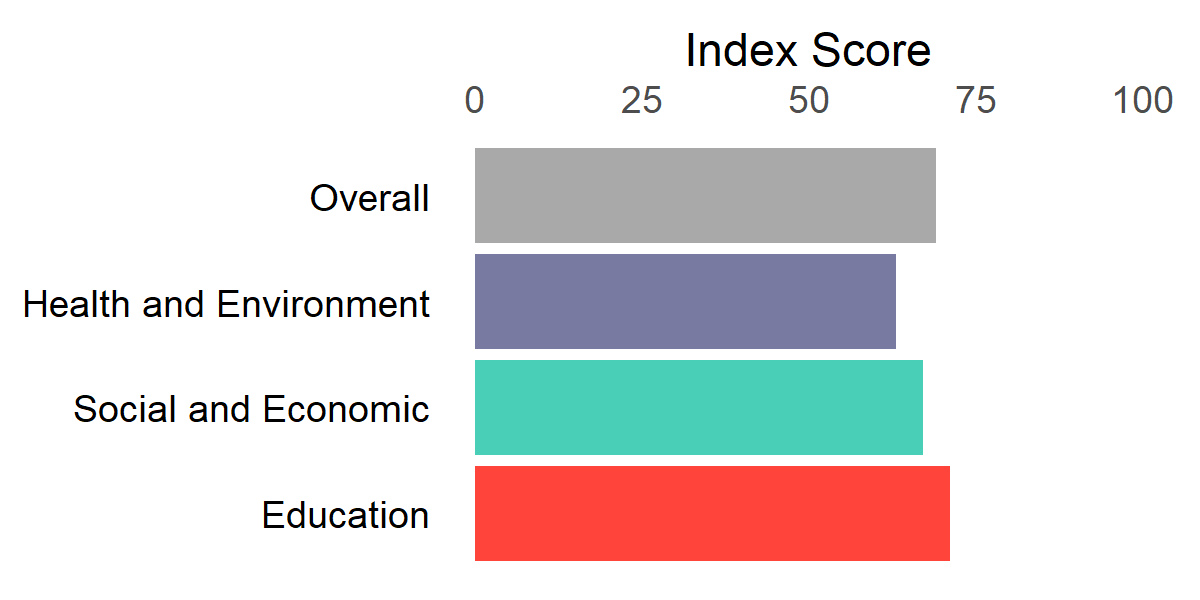 Index Score
0 25 50 75 100
Overall
Health and Environment
Social and Economic
Education